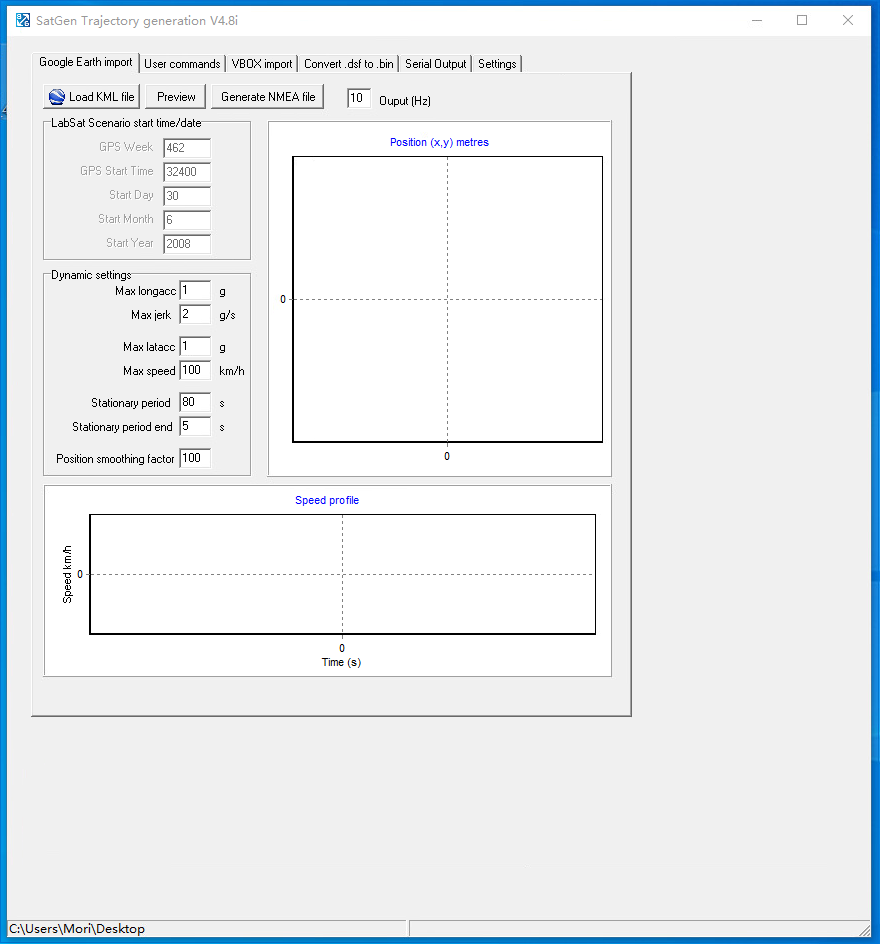 SatGen Trajectory generation V4.8i
Google Earth import
User commands
VBOX import
Convert .dsf to .bin
Serial Output
Settings
Load KML file
Preview
Generate NMEA file
10
Ouput (Hz)
LabSat Scenario start time/date
GPS Week 462
GPS Start Time 32400
Start Day 30
Start Month 6
Start Year 2008
Dynamic settings
Max longacc 1 g
Max jerk 2 g/s
Max latacc 1 g
Max speed 100 km/h
Stationary period 80 s
Stationary period end 5 s
Position smoothing factor 100
Position (x,y) metres
0
0
Speed profile
Speed km/h
0
0
Time (s)
C:\Users\Mori\Desktop